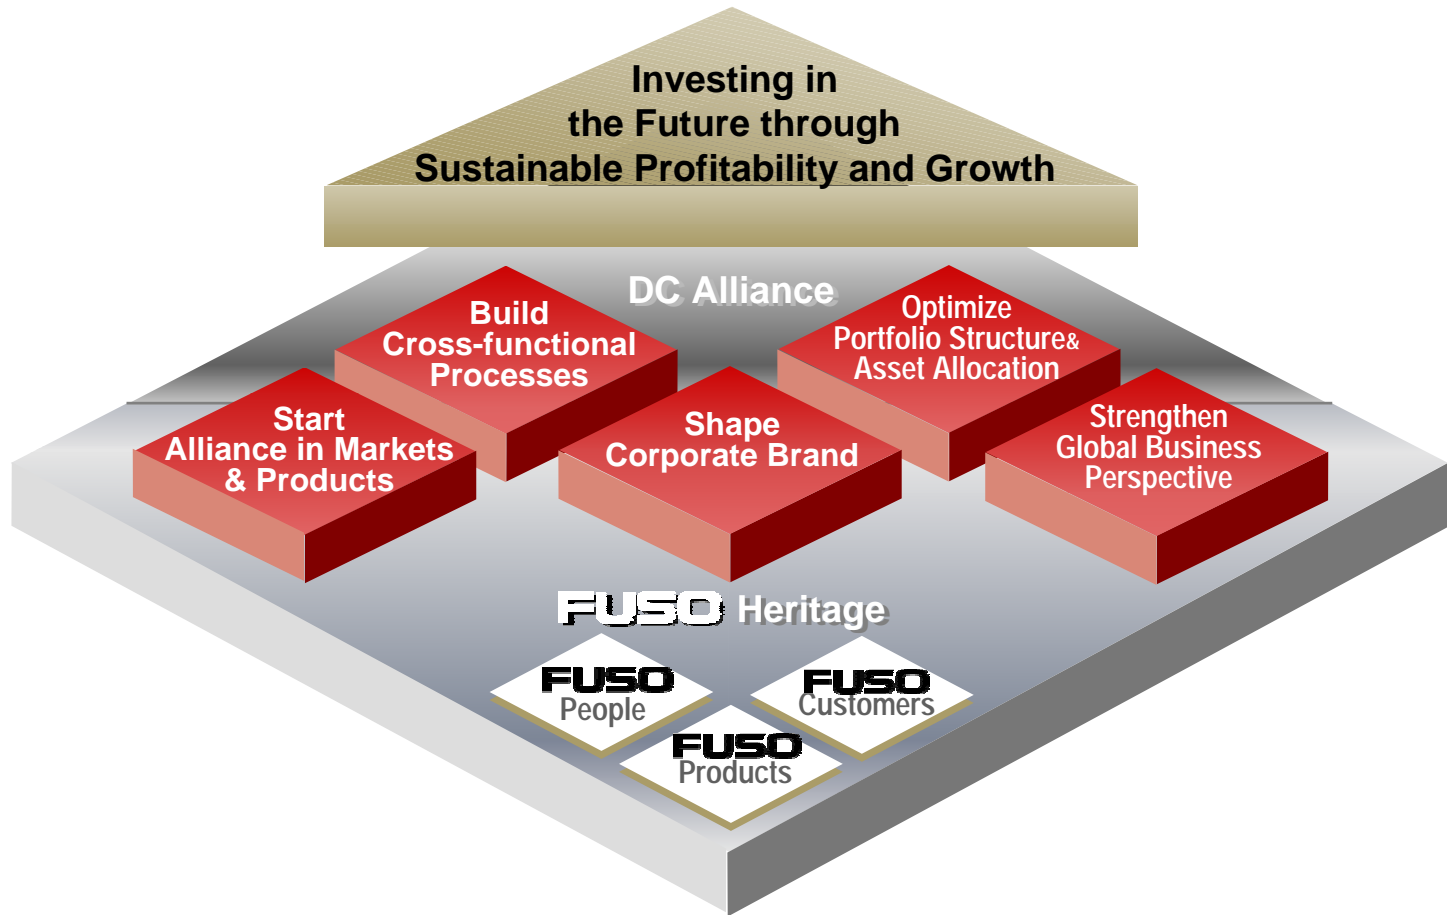 Investing in
the Future through
Sustainable Profitability and Growth
DC Alliance
Build
Cross-functional
Processes
Optimize
Portfolio Structure&
Asset Allocation
Start
Alliance in Markets
& Products
Shape
Corporate Brand
Strengthen
Global Business
Perspective
FUSO Heritage
FUSO
People
FUSO
Customers
FUSO
Products